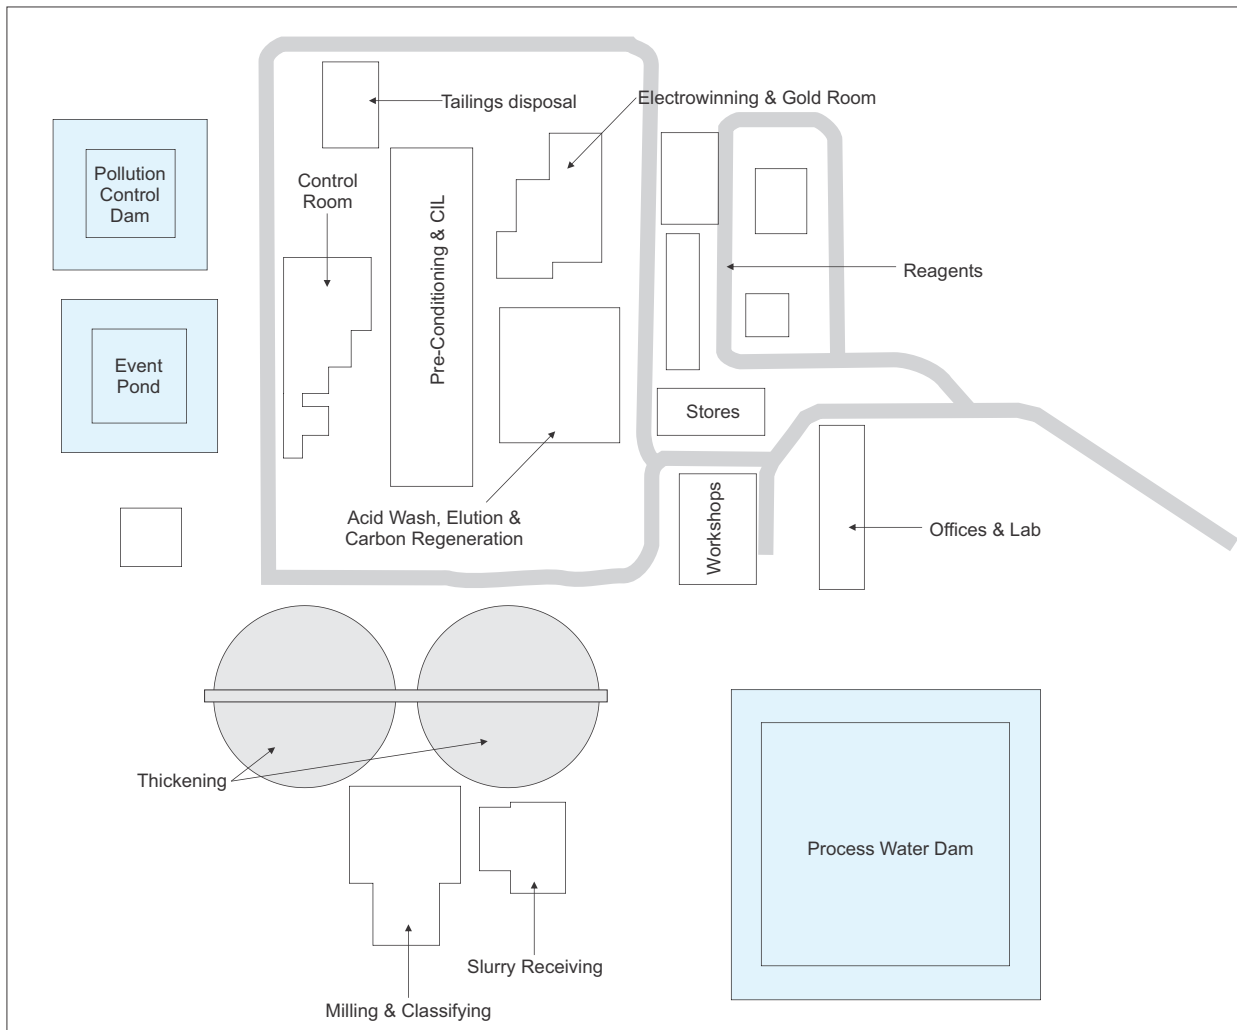 Tailings disposal
Electrowinning & Gold Room
Pollution
Control
Dam
Control
Room
Pre-Conditioning & CIL
Reagents
Event
Pond
Stores
Acid Wash, Elution &
Carbon Regeneration
Workshops
Offices & Lab
Thickening
Process Water Dam
Slurry Receiving
Milling & Classifying